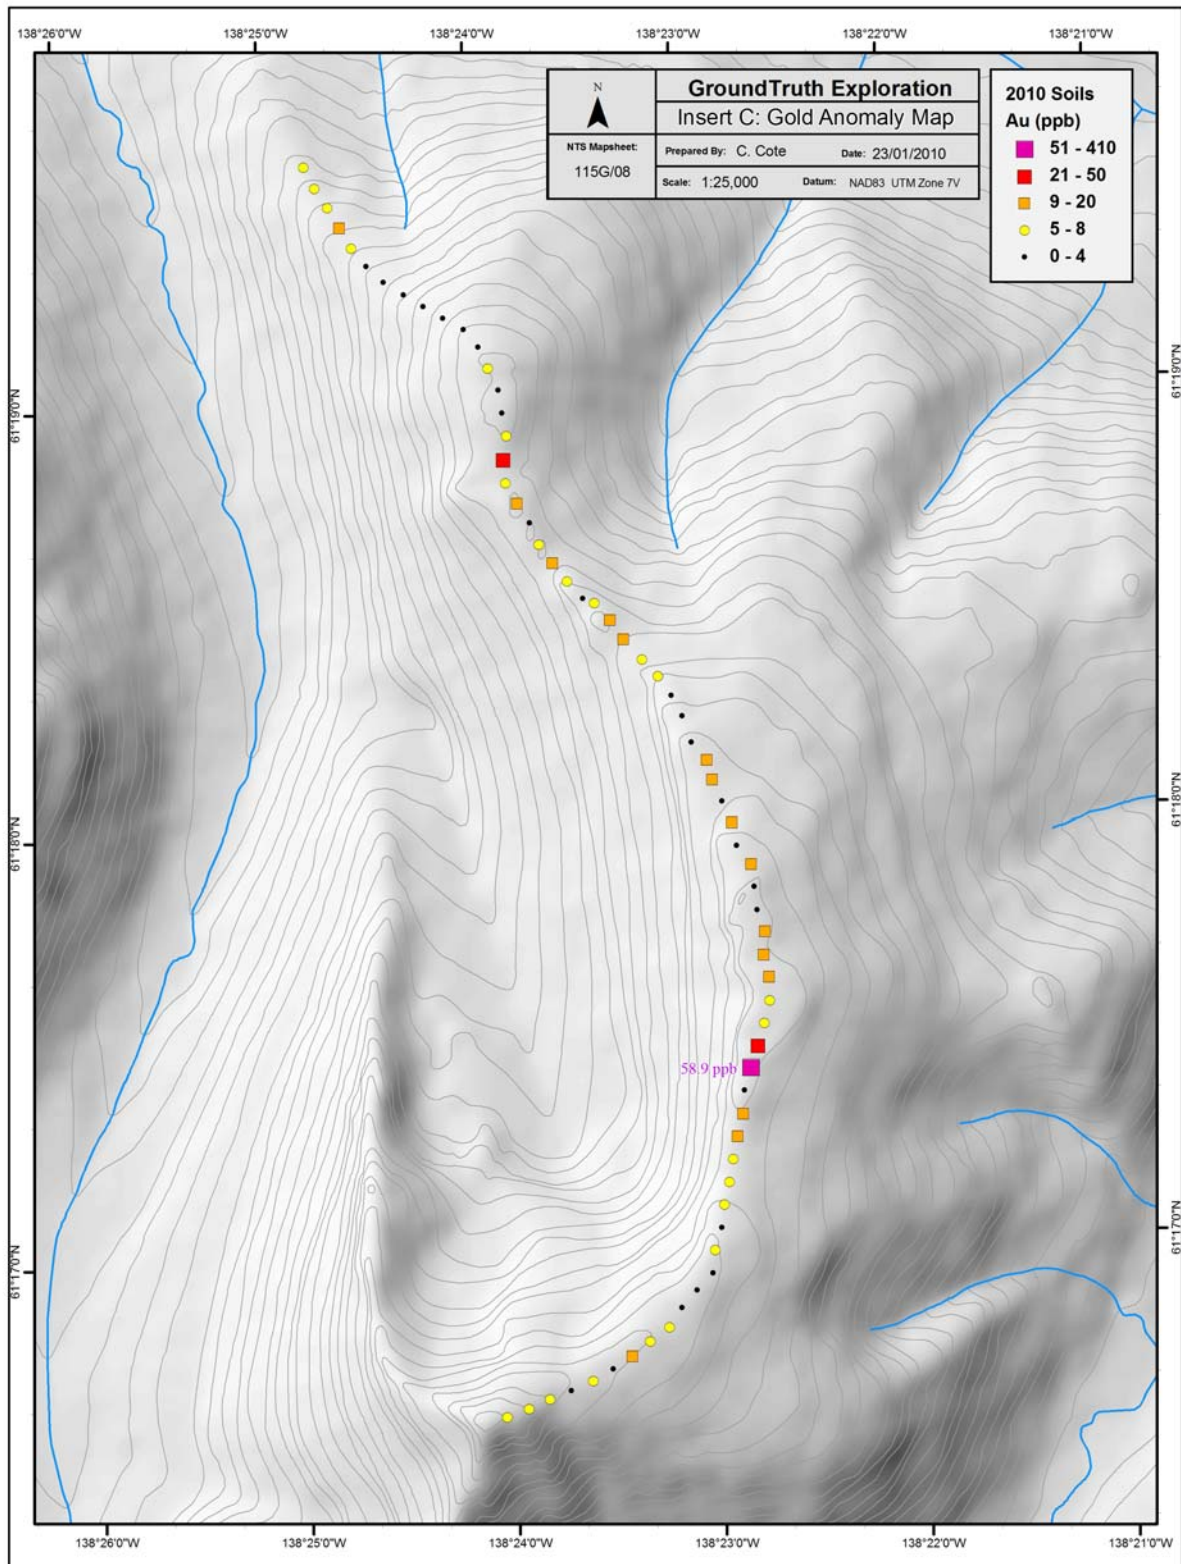 138°26'0"W 138°25'0"W 138°24'0"W 138°23'0"W 138°22'0"W 138°21'0"W
N
NTS Mapsheet:
115G/08
GroundTruth Exploration
Insert C: Gold Anomaly Map
Prepared By: C. Cote Date: 23/01/2010
Scale: 1:25,000 Datum: NAD83 UTM Zone 7V
2010 Soils
Au (ppb)
51 - 410
21 - 50
9 - 20
5 - 8
0 - 4
61°19'0"N
61°19'0"N
61°18'0"N
61°18'0"N
58.9 ppb
61°17'0"N
61°17'0"N
138°26'0"W 138°25'0"W 138°24'0"W 138°23'0"W 138°22'0"W 138°21'0"W